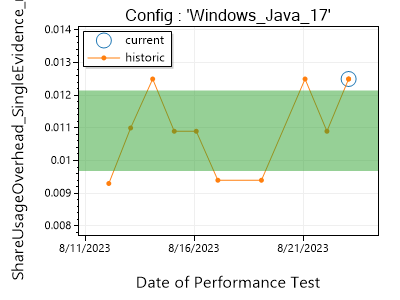 Config : 'Windows_Java_17'
current
historic
0.014
0.013
0.012
0.011
0.01
0.009
0.008
8/11/2023
8/16/2023
8/21/2023
Date of Performance Test
ShareUsageOverhead_SingleEvidence_